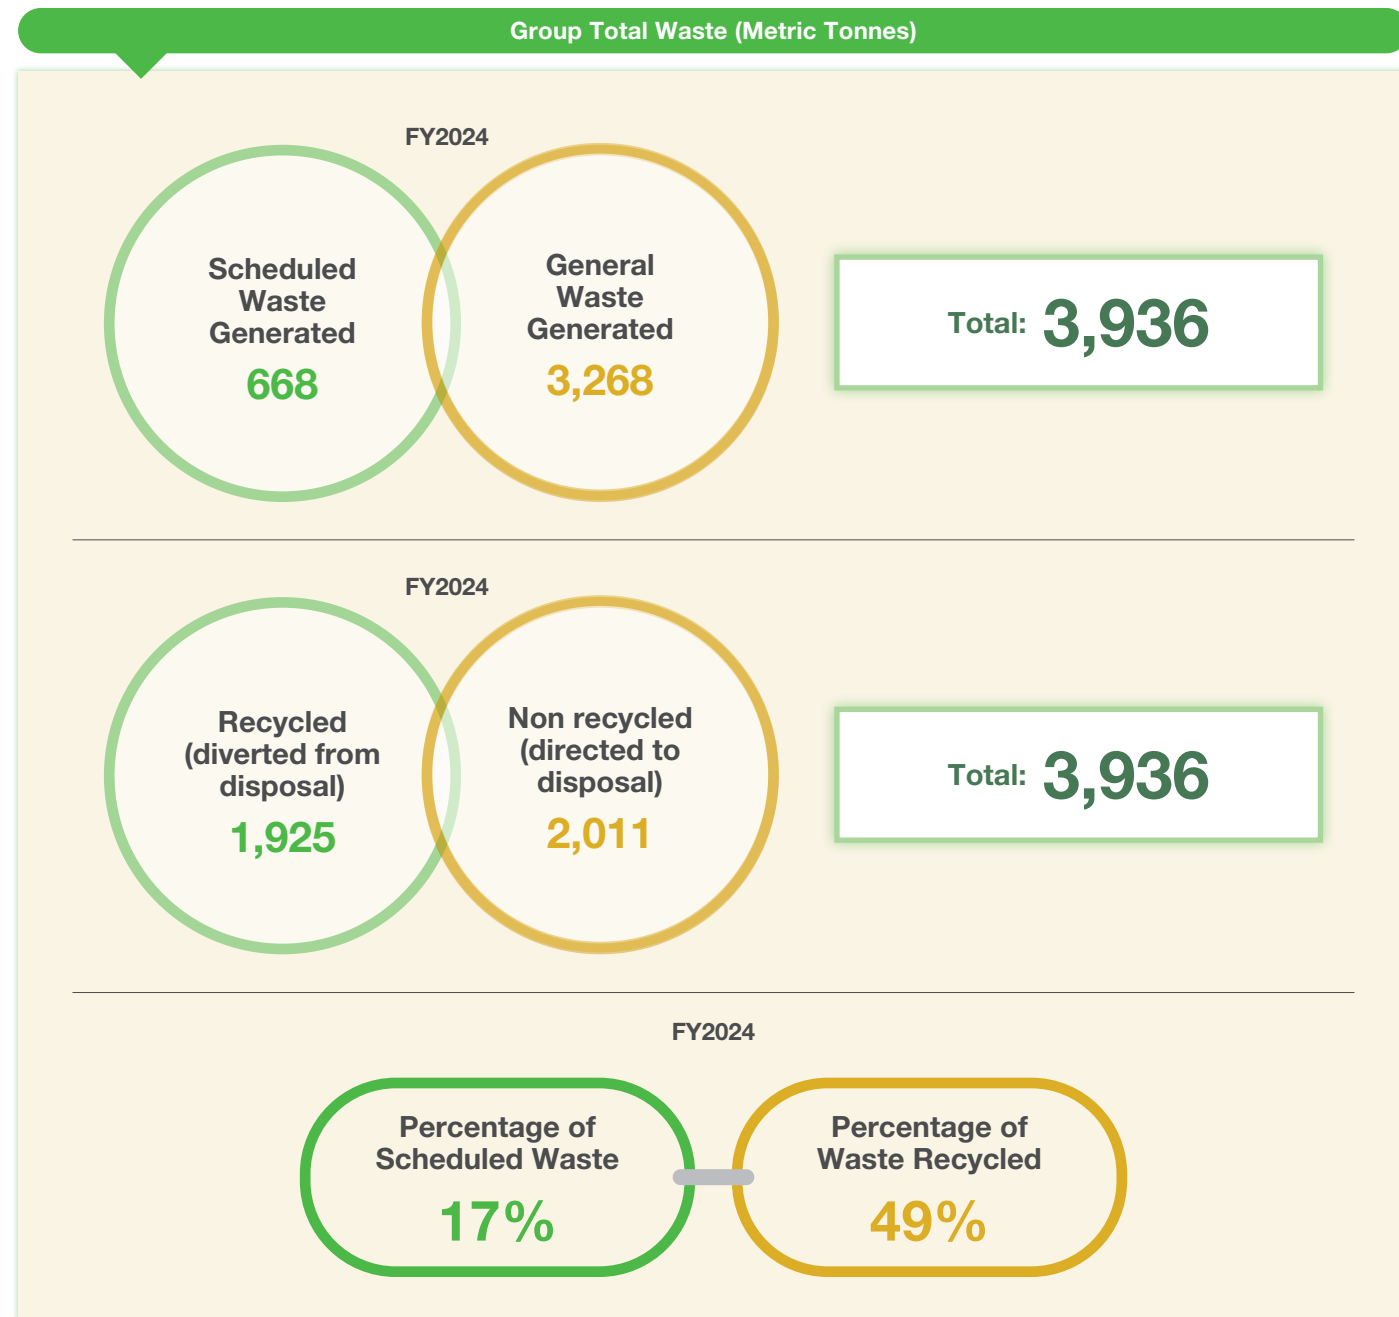 Group Total Waste (Metric Tonnes)
FY2024
Scheduled
Waste
Generated
668
General
Waste
Generated
3,268
Total: 3,936
FY2024
Recycled
(diverted from
disposal)
1,925
Non recycled
(directed to
disposal)
2,011
Total: 3,936
FY2024
Percentage of
Scheduled Waste
17%
Percentage of
Waste Recycled
49%